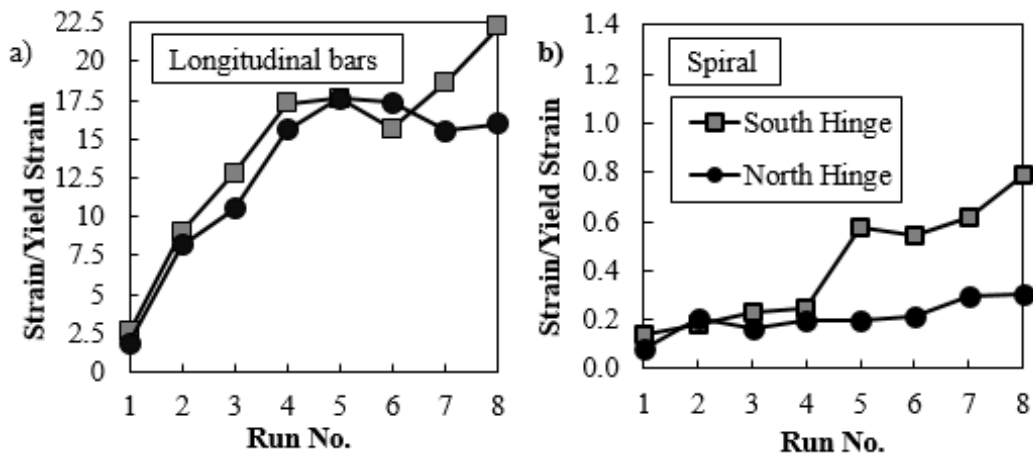 a)
Longitudinal bars
Strain/Yield Strain
22.5
20
17.5
15
12.5
10
7.5
5
2.5
0
1 2 3 4 5 6 7 8
Run No.
b)
Spiral
South Hinge
North Hinge
Strain/Yield Strain
1.4
1.2
1.0
0.8
0.6
0.4
0.2
0.0
1 2 3 4 5 6 7 8
Run No.